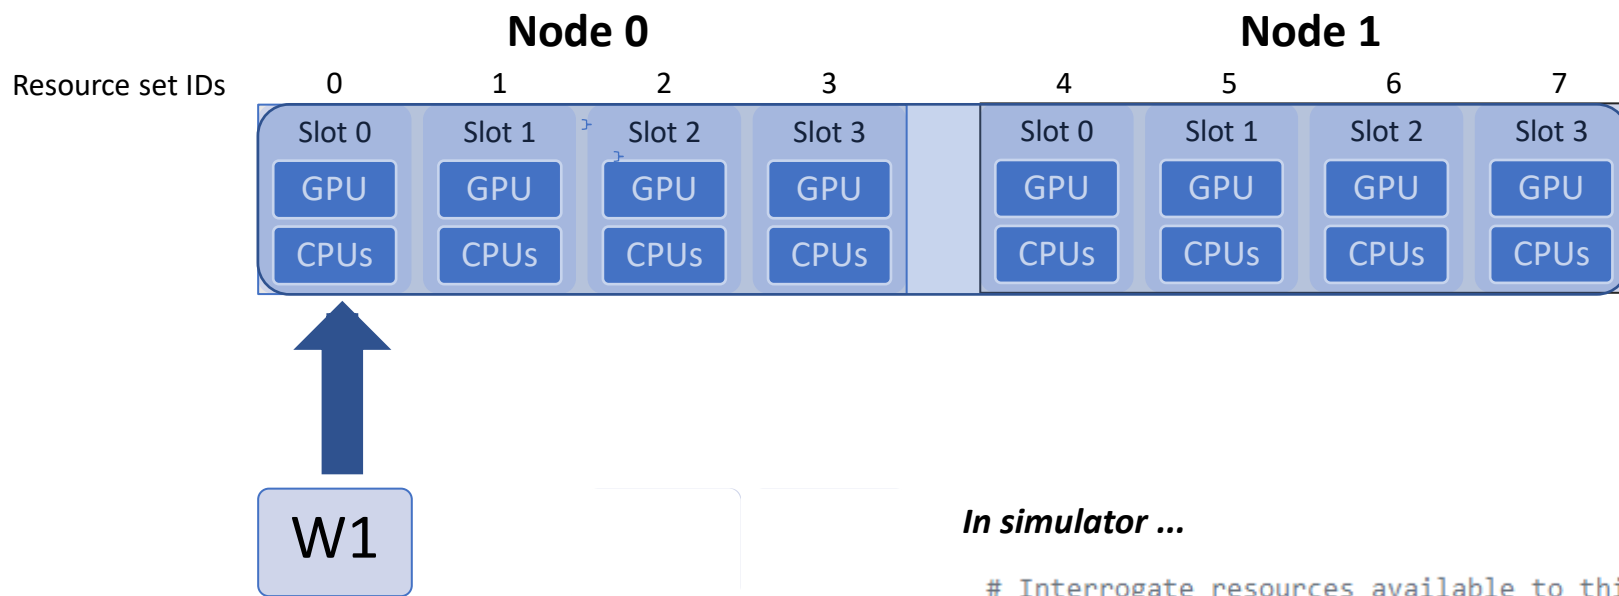 Node 0 Node 1
Resource set IDs 0 1 2 3 4 5 6 7
Slot 0 Slot 1 Slot 2 Slot 3 Slot 0 Slot 1 Slot 2 Slot 3
GPU GPU GPU GPU GPU GPU GPU GPU
CPUs CPUs CPUs CPUs CPUs CPUs CPUs CPUs
W1
In simulator ...
# Interrogate resources available to thi